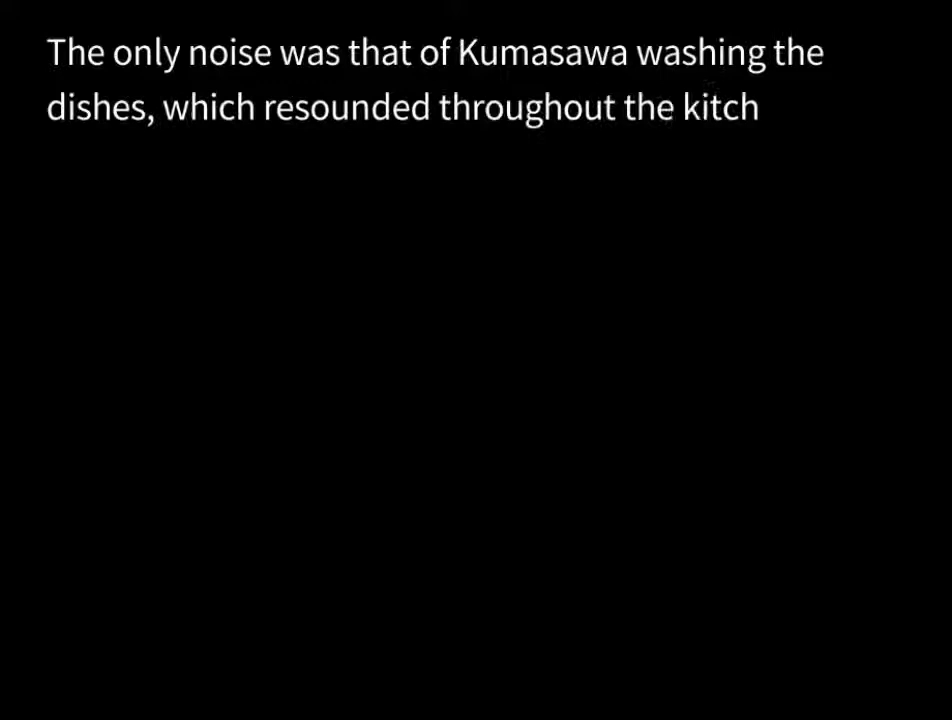 The only noise was that of Kumasawa washing the
dishes, which resounded throughout the kitch